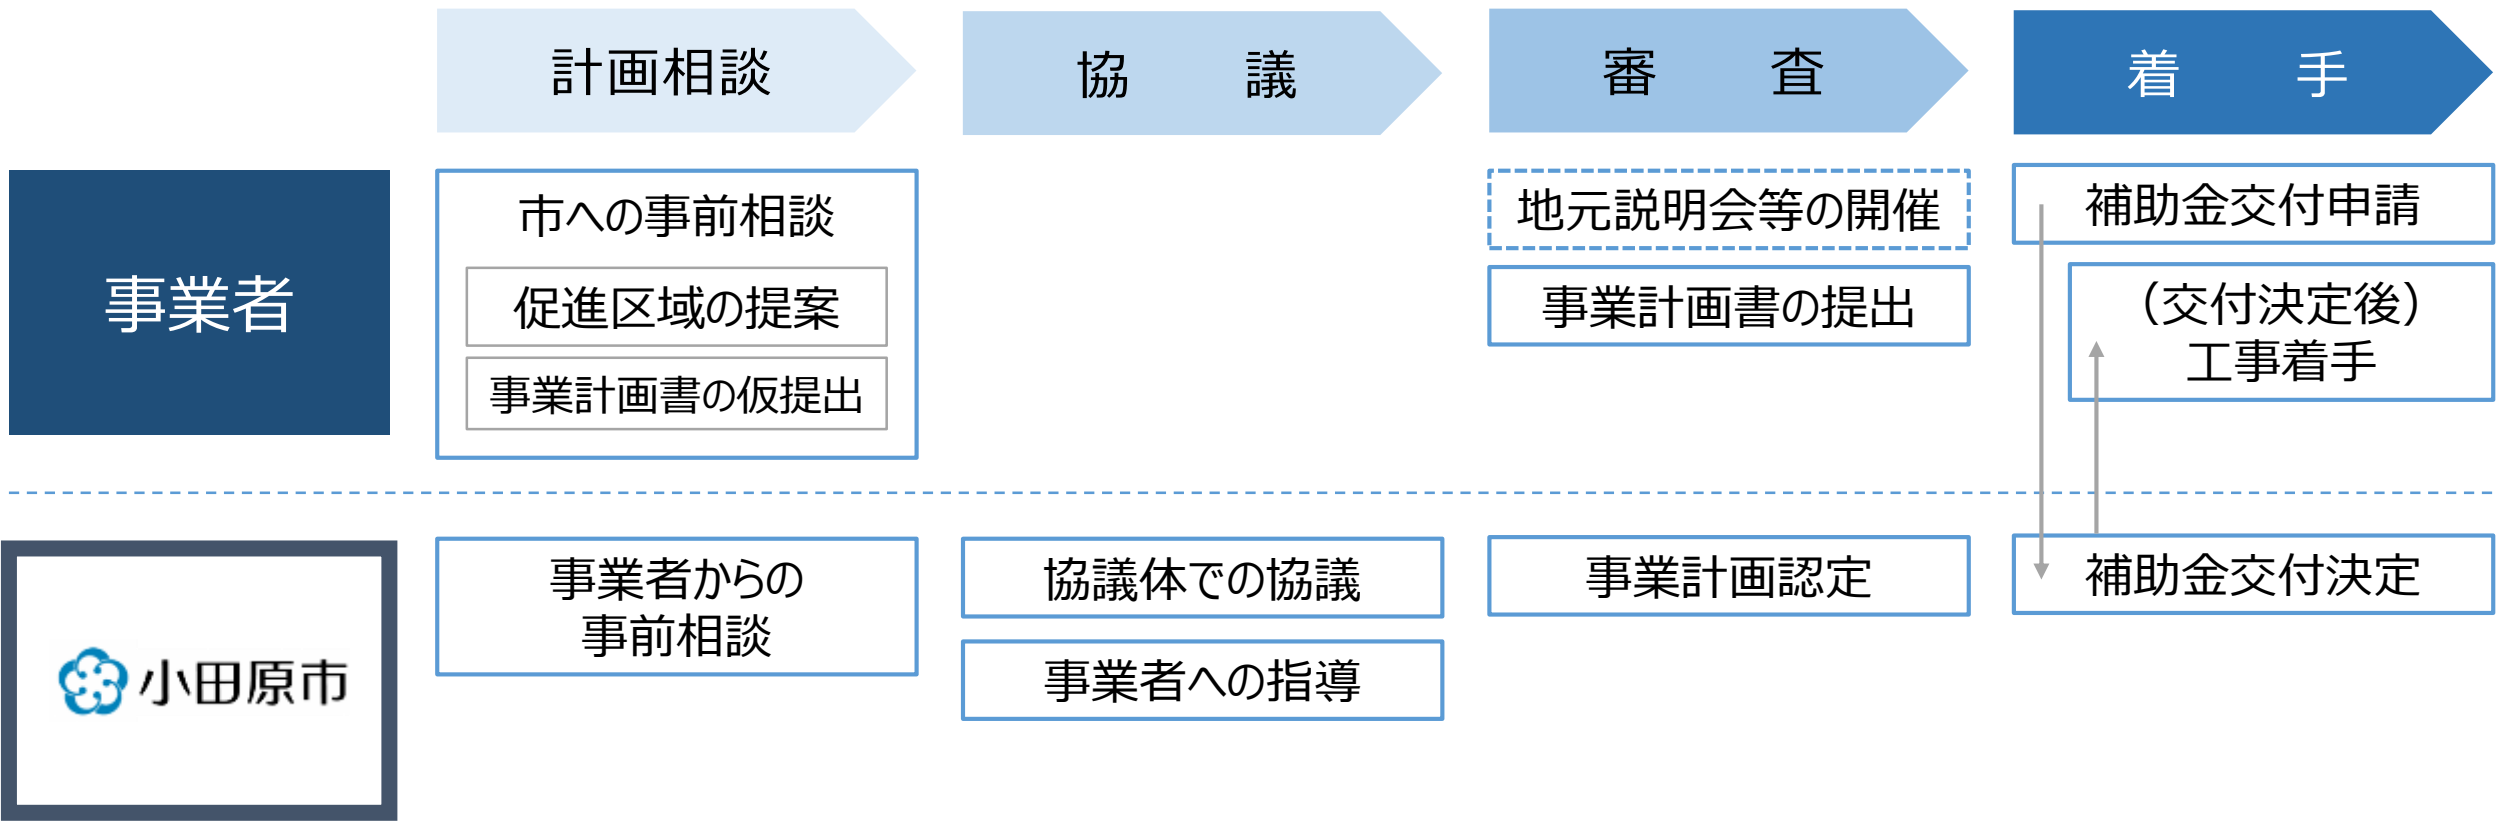 計画相談
協　　議
審　　査
着　　手
事業者
市への事前相談
促進区域の提案
事業計画書の仮提出
地元説明会等の開催
事業計画書の提出
補助金交付申請
(交付決定後)
工事着手
小田原市
事業者からの
事前相談
協議体での協議
事業者への指導
事業計画認定
補助金交付決定